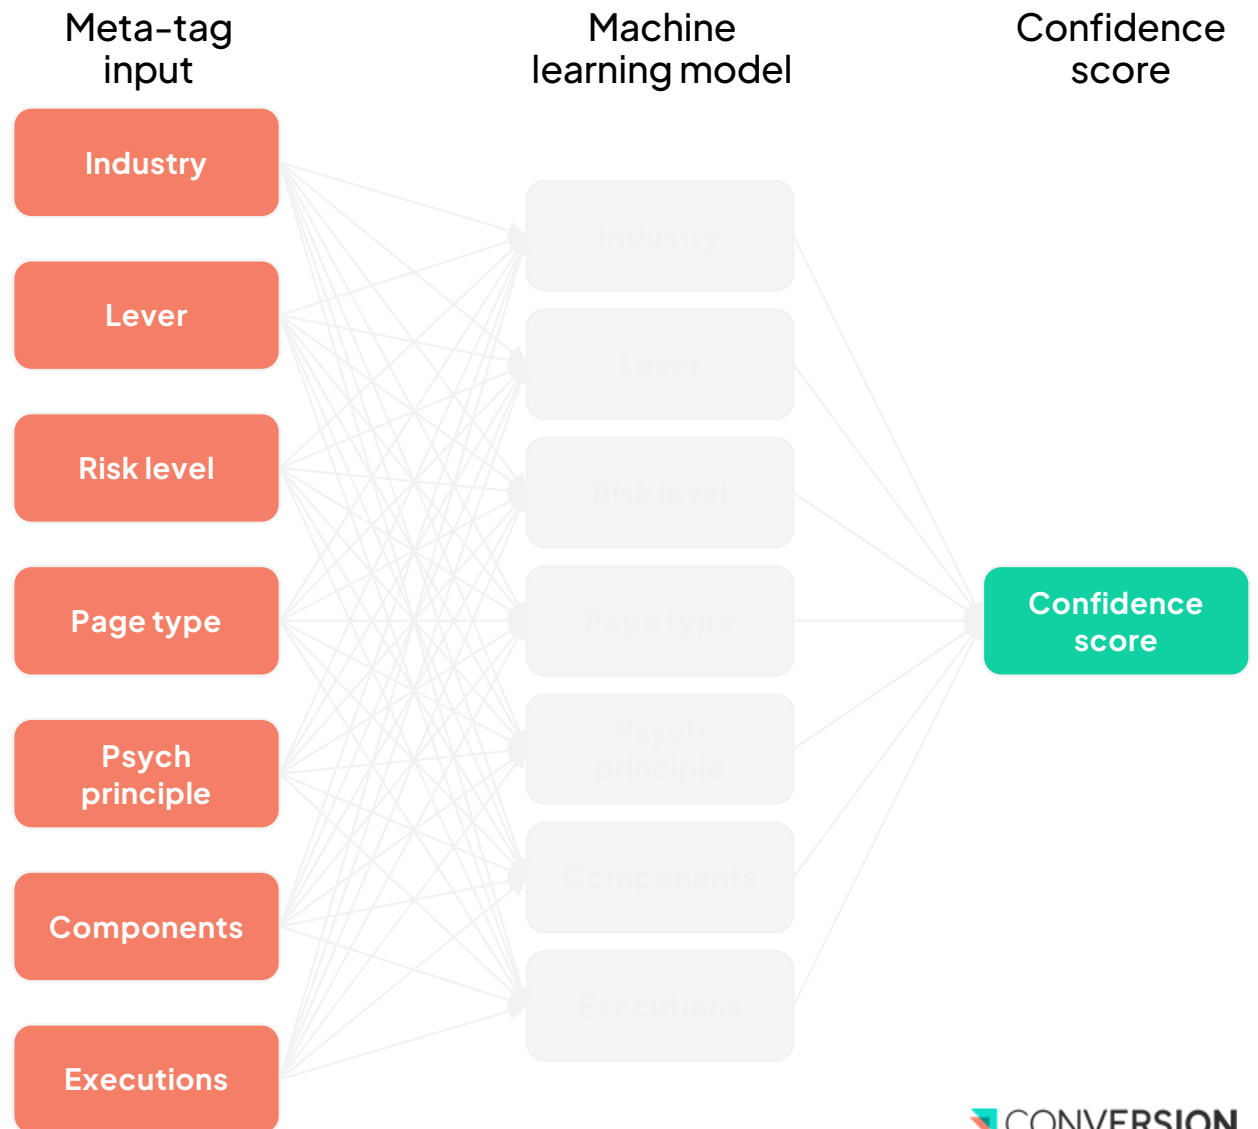 Meta-tag
input
Machine
learning model
Confidence
score
Industry
Lever
Risk level
Page type
Psych
principle
Components
Executions
Industry
Lever
Risk level
Page type
Psych
principle
Components
Executions
Confidence
score
CONVERSION